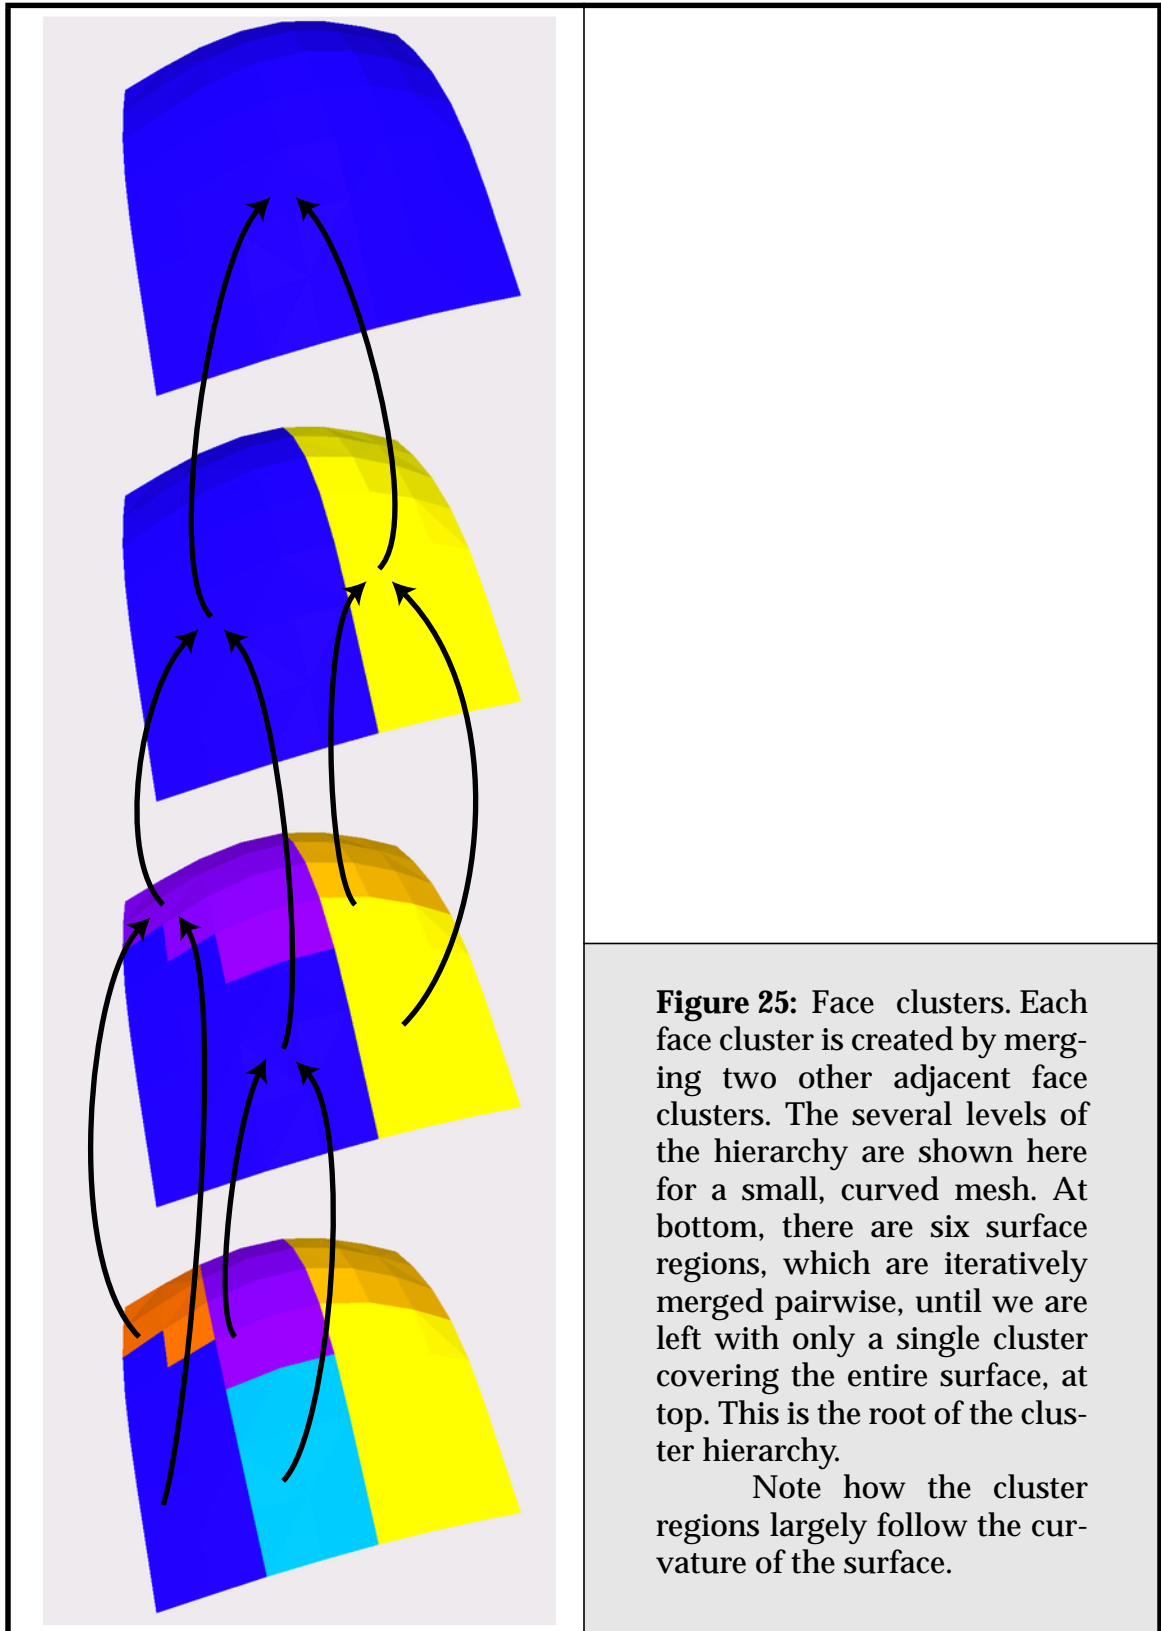 Figure 25: Face clusters. Each
face cluster is created by merg-
ing two other adjacent face
clusters. The several levels of
the hierarchy are shown here
for a small, curved mesh. At
bottom, there are six surface
regions, which are iteratively
merged pairwise, until we are
left with only a single cluster
covering the entire surface, at
top. This is the root of the clus-
ter hierarchy.
Note how the cluster
regions largely follow the cur-
vature of the surface.